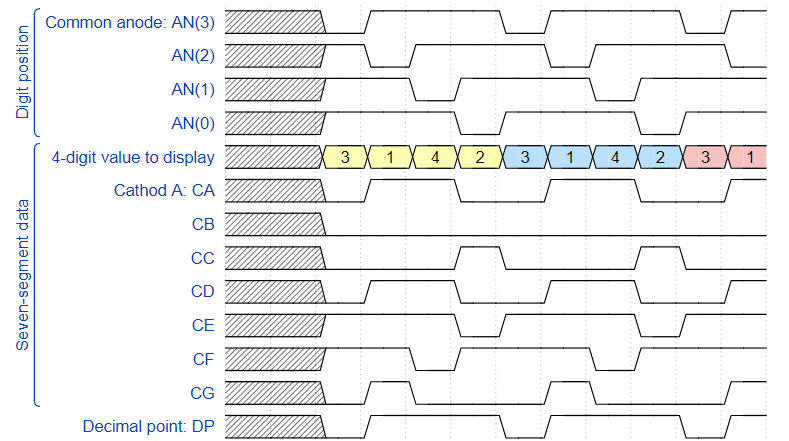 Digit position
Common anode: AN(3)
AN(2)
AN(1)
AN(0)
Seven-segment data
4-digit value to display 3 1 4 2 3 1 4 2 3 1
Cathod A: CA
CB
CC
CD
CE
CF
CG
Decimal point: DP